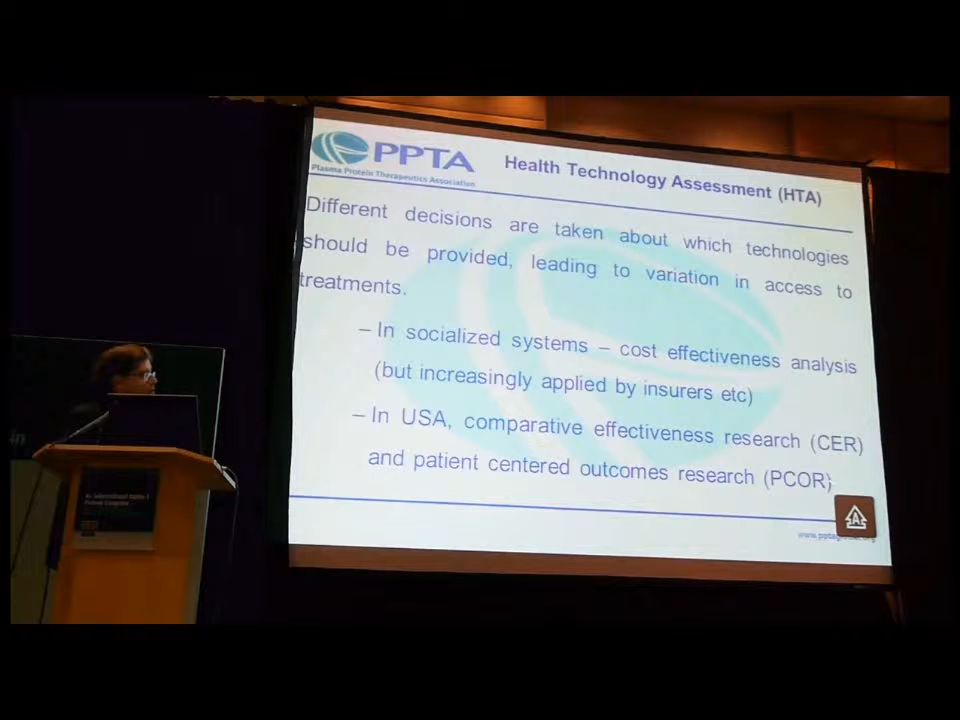 PPTA
Plasma Protein Therapeutics Association
Health Technology Assessment (HTA)
Different decisions are taken about which technologies
should be provided, leading to variation in access to
treatments.
– In socialized systems – cost effectiveness analysis
(but increasingly applied by insurers etc)
– In USA, comparative effectiveness research (CER)
and patient centered outcomes research (PCOR)
A